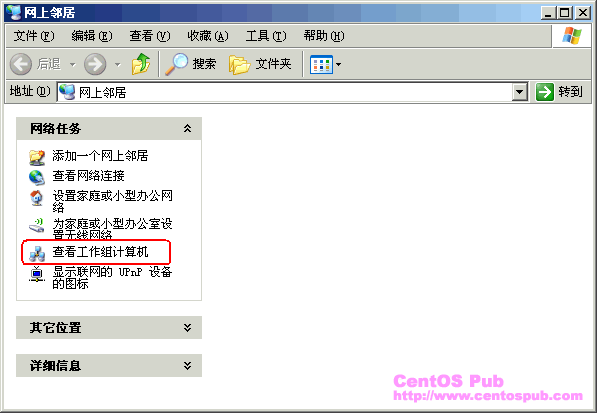 网上邻居
文件(F) 编辑(E) 查看(V) 收藏(A) 工具(T) 帮助(H)
后退 搜索 文件夹
地址(D) 网上邻居 转到
网络任务
添加一个网上邻居
查看网络连接
设置家庭或小型办公网
络
为家庭或小型办公室设
置无线网络
查看工作组计算机
显示联网的 UPnP 设备
的图标
其它位置
详细信息
CentOS Pub
http://www.centospub.com